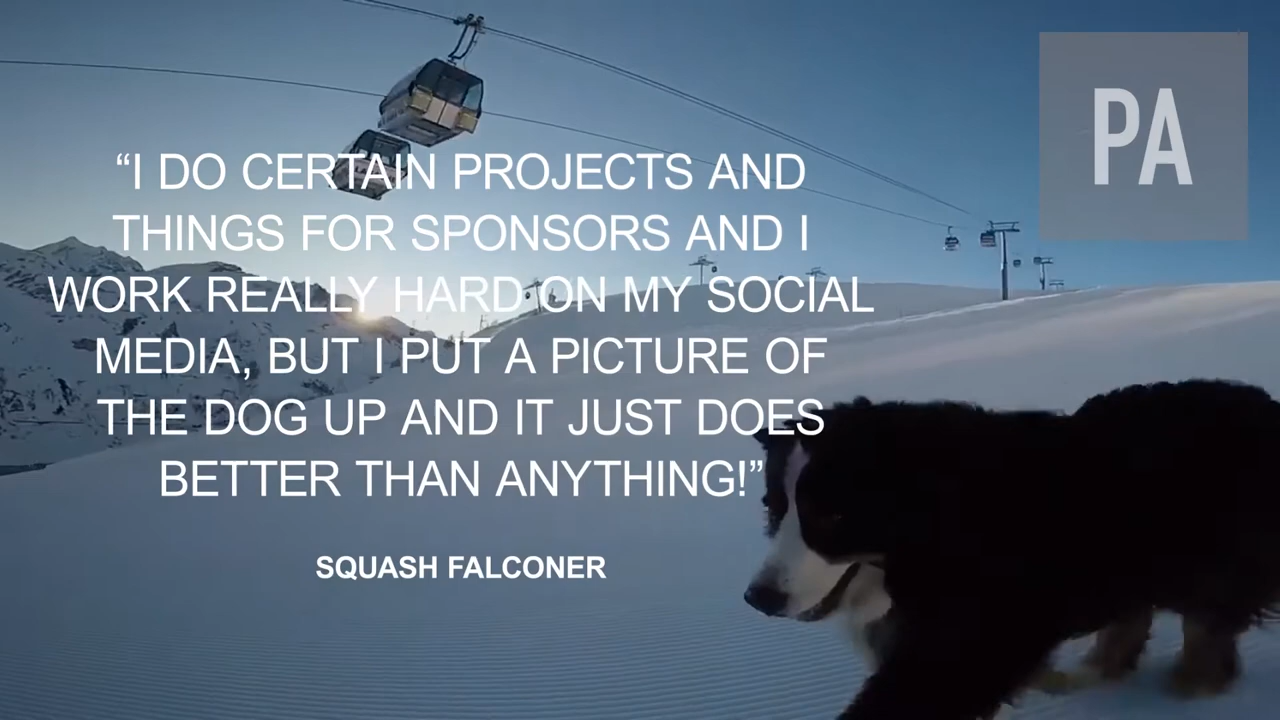 PA
“I DO CERTAIN PROJECTS AND
THINGS FOR SPONSORS AND I
WORK REALLY HARD ON MY SOCIAL
MEDIA, BUT I PUT A PICTURE OF
THE DOG UP AND IT JUST DOES
BETTER THAN ANYTHING!”
SQUASH FALCONER